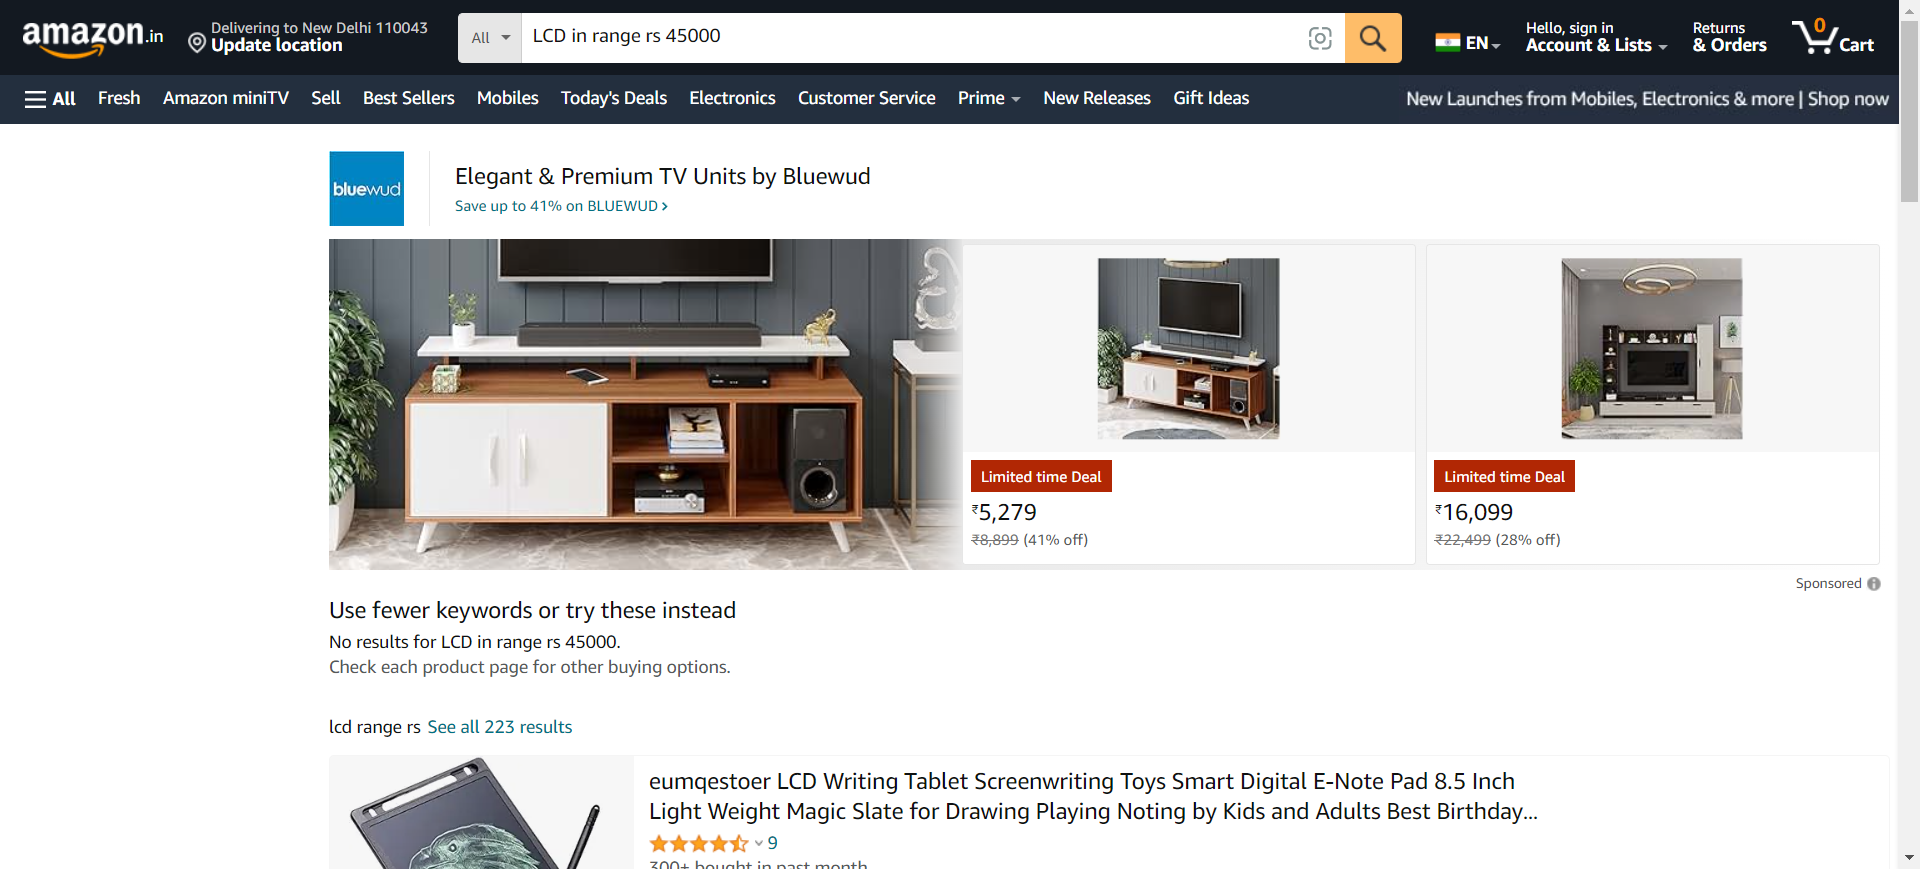 amazon.in
Delivering to New Delhi 110043
Update location
All
LCD in range rs 45000
EN
Hello, sign in
Account & Lists
Returns
& Orders
0
Cart
All
Fresh
Amazon miniTV
Sell
Best Sellers
Mobiles
Today's Deals
Electronics
Customer Service
Prime
New Releases
Gift Ideas
New Launches from Mobiles, Electronics & more | Shop now
bluewud
Elegant & Premium TV Units by Bluewud
Save up to 41% on BLUEWUD ›
Limited time Deal
₹5,279
₹8,899 (41% off)
Limited time Deal
₹16,099
₹22,499 (28% off)
Sponsored
Use fewer keywords or try these instead
No results for LCD in range rs 45000.
Check each product page for other buying options.
lcd range rs See all 223 results
eumqestoer LCD Writing Tablet Screenwriting Toys Smart Digital E-Note Pad 8.5 Inch
Light Weight Magic Slate for Drawing Playing Noting by Kids and Adults Best Birthday...
9
300+ bought in past month